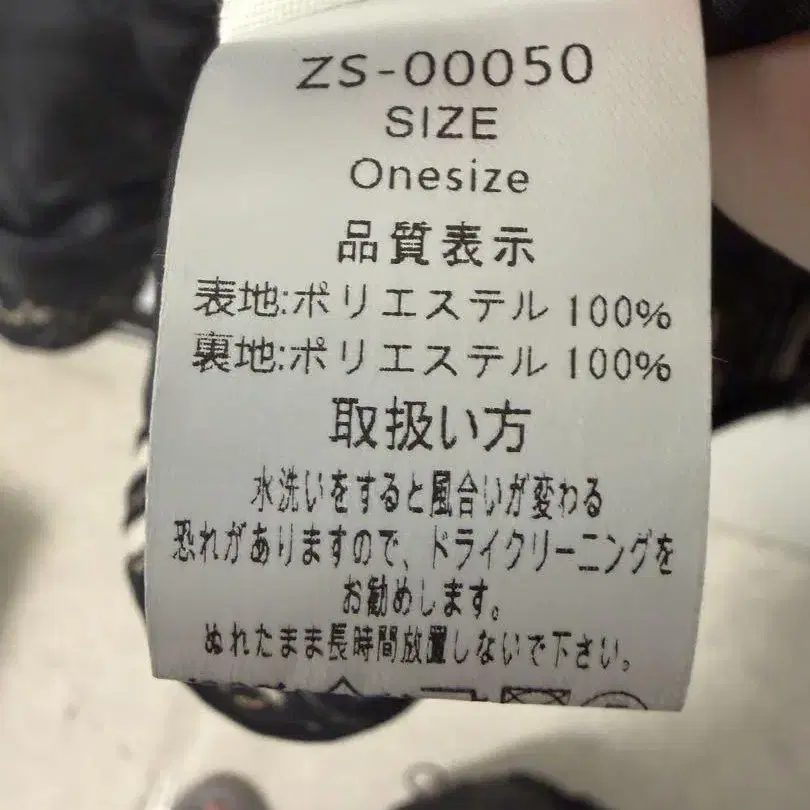 ZS-00050
SIZE
Onesize
品質表示
表地:ポリエステル 100%
裏地:ポリエステル 100%
取扱い方
水洗いをすると風合いが変わる
恐れがありますので、ドライクリーニングを
お勧めします。
ぬれたまま長時間放置しないで下さい。